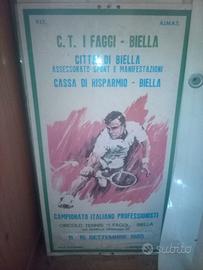 F.I.T.
A.I.M.T.
C.T. I FAGGI - BIELLA
CITTÀ DI BIELLA
ASSESSORATO SPORT E MANIFESTAZIONI
CASSA DI RISPARMIO - BIELLA
CAMPIONATO ITALIANO PROFESSIONISTI
CIRCOLO TENNIS "I FAGGI" BIELLA
SETTEMBRE
subito